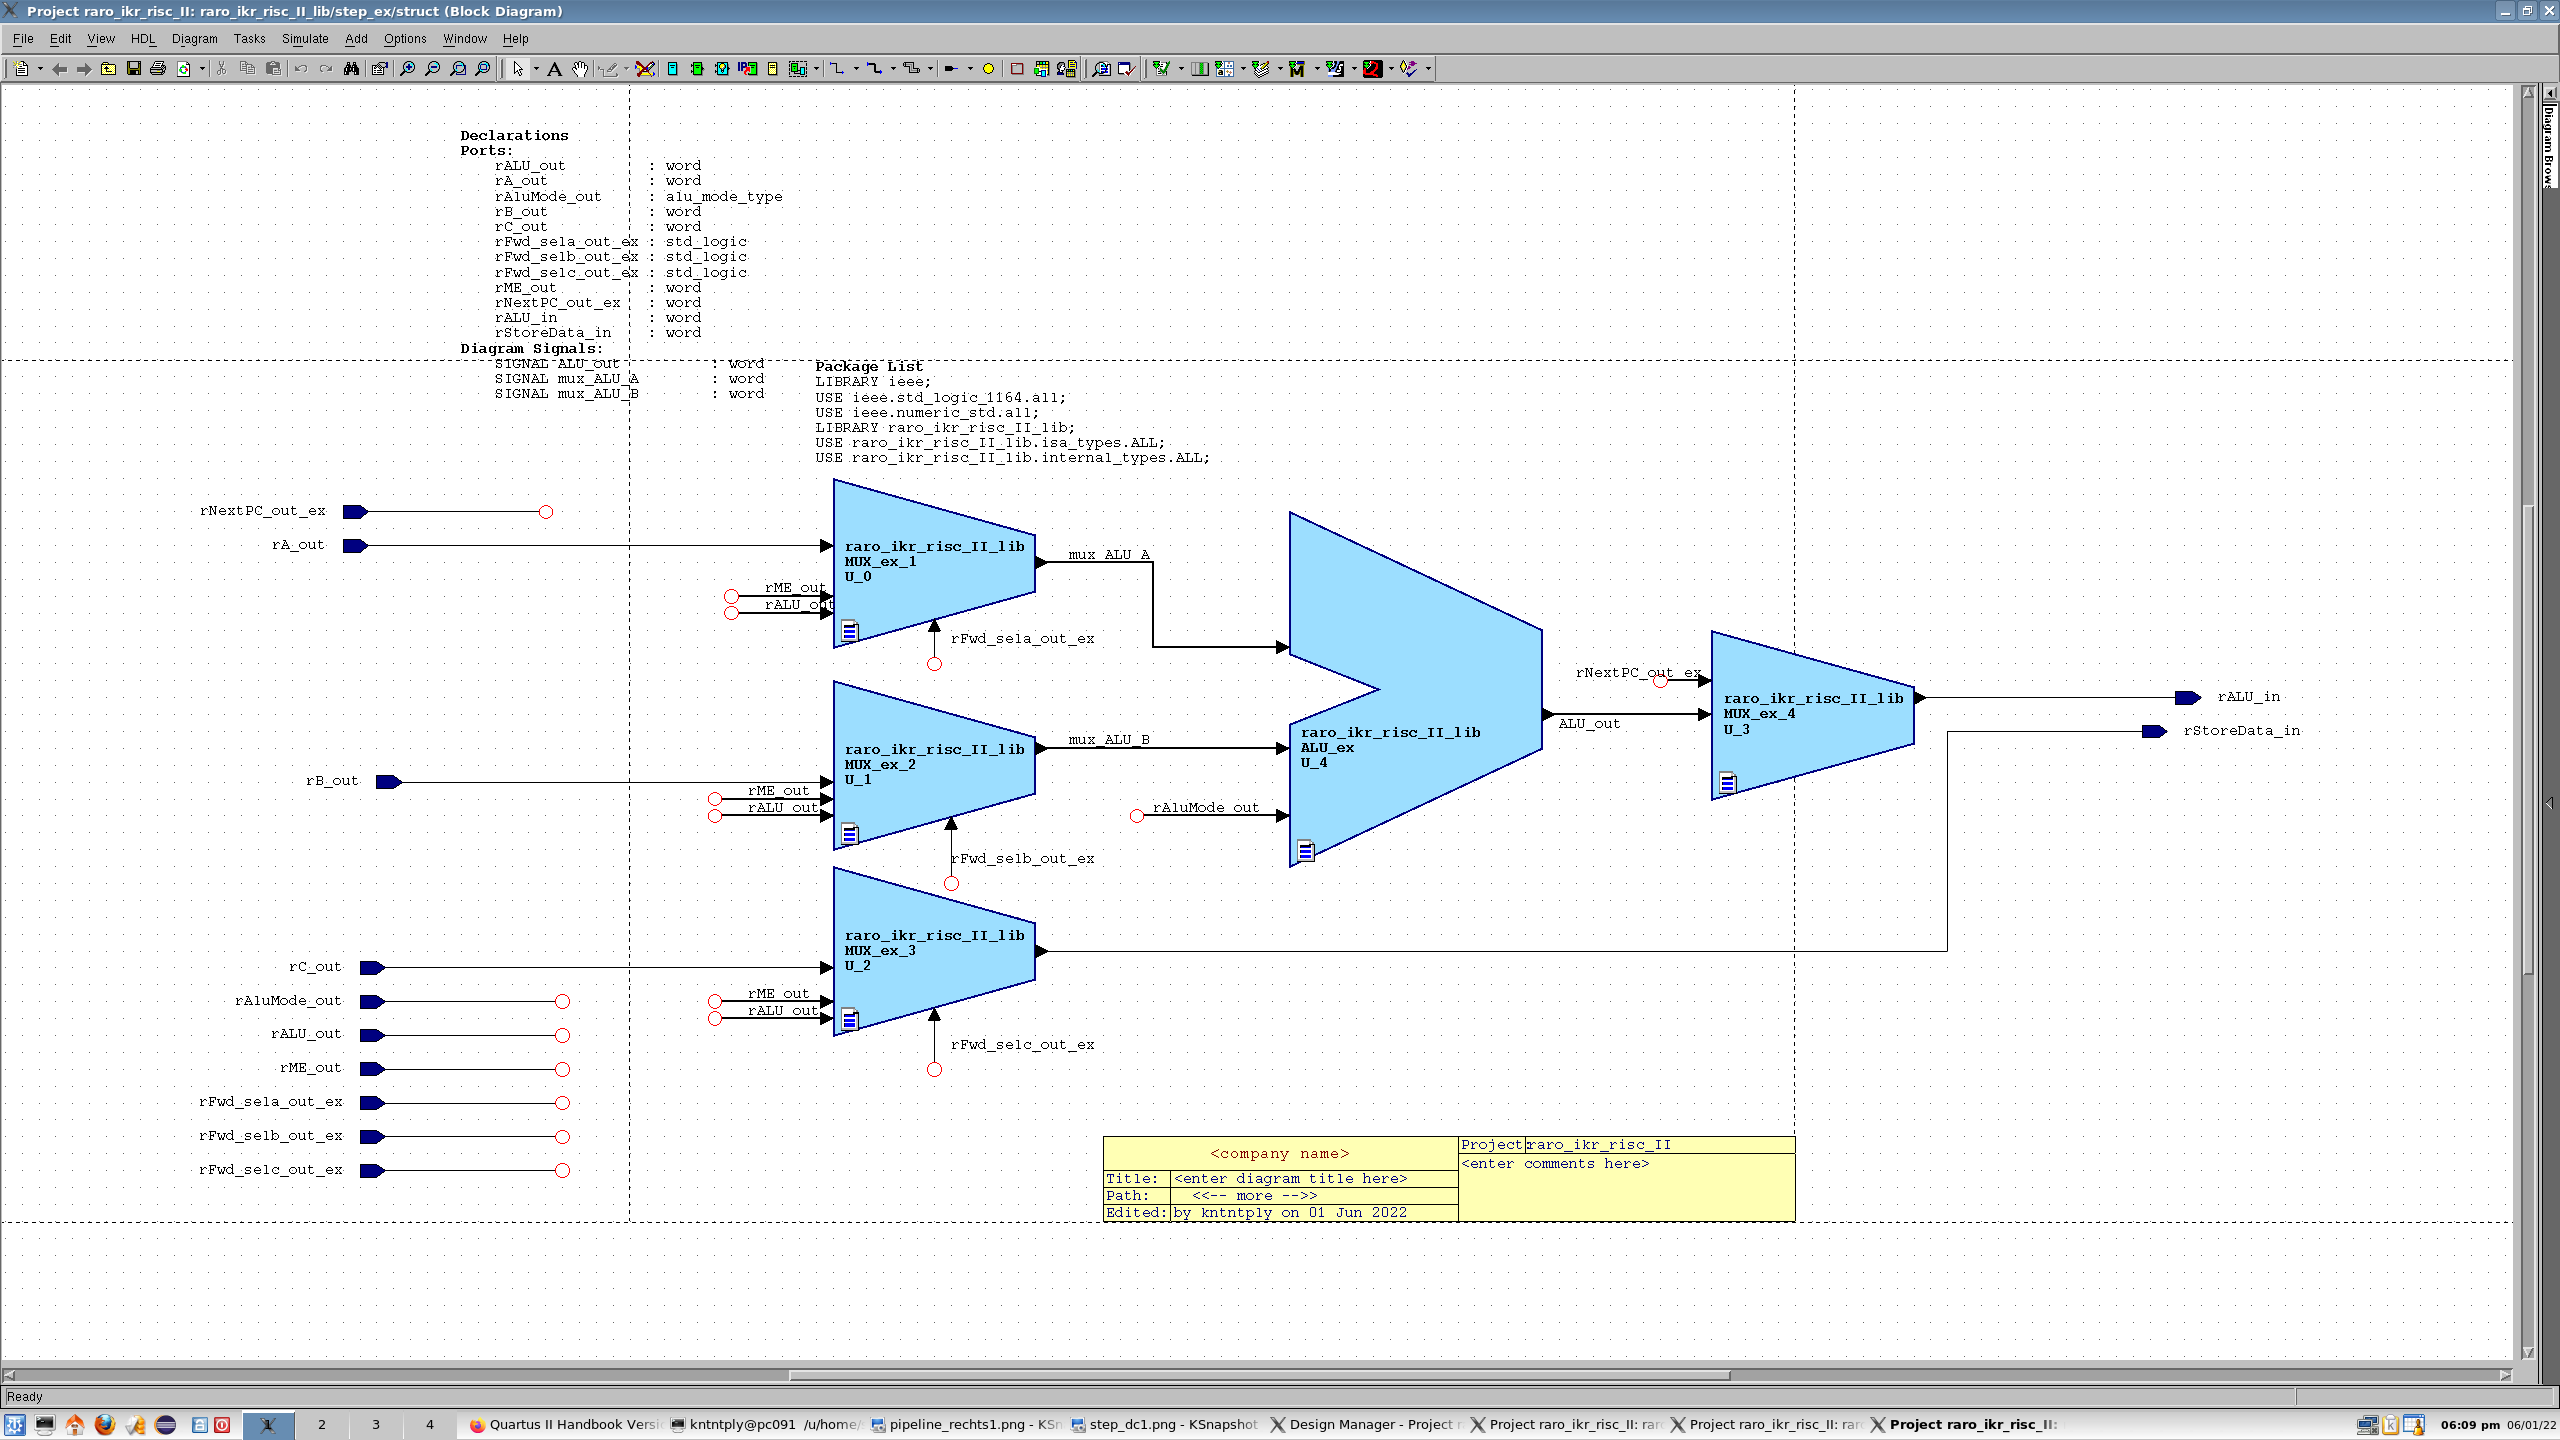 Project raro_ikr_risc_II: raro_ikr_risc_II_lib/step_ex/struct (Block Diagram)
File Edit View HDL Diagram Tasks Simulate Add Options Window Help
Declarations
Ports:
rALU_out : word
rA_out : word
rAluMode_out : alu_mode_type
rB_out : word
rC_out : word
rFwd_sela_out_ex : std_logic
rFwd_selb_out_ex : std_logic
rFwd_selc_out_ex : std_logic
rME_out : word
rNextPC_out_ex : word
rALU_in : word
rStoreData_in : word
Diagram Signals:
SIGNAL ALU_out : word
SIGNAL mux_ALU_A : word
SIGNAL mux_ALU_B : word
Package List
LIBRARY ieee;
USE ieee.std_logic_1164.all;
USE ieee.numeric_std.all;
LIBRARY raro_ikr_risc_II_lib;
USE raro_ikr_risc_II_lib.isa_types.ALL;
USE raro_ikr_risc_II_lib.internal_types.ALL;
rNextPC_out_ex
rA_out
raro_ikr_risc_II_lib
MUX_ex_1
U_0
rME_out
rALU_out
rFwd_sela_out_ex
mux_ALU_A
raro_ikr_risc_II_lib
MUX_ex_2
U_1
rB_out
rME_out
rALU_out
rFwd_selb_out_ex
mux_ALU_B
raro_ikr_risc_II_lib
ALU_ex
U_4
rAluMode_out
ALU_out
rNextPC_out_ex
raro_ikr_risc_II_lib
MUX_ex_4
U_3
rALU_in
rStoreData_in
raro_ikr_risc_II_lib
MUX_ex_3
U_2
rC_out
rME_out
rALU_out
rFwd_selc_out_ex
rAluMode_out
rALU_out
rME_out
rFwd_sela_out_ex
rFwd_selb_out_ex
rFwd_selc_out_ex
<company name>
Title: <enter diagram title here>
Path: <<-- more -->>
Edited: by kntntply on 01 Jun 2022
Project: raro_ikr_risc_II
<enter comments here>
Diagram Brows
Ready
1 2 3 4
Quartus II Handbook Versi
kntntply@pc091 /u/home/
pipeline_rechts1.png - KSn
step_dc1.png - KSnapshot
Design Manager - Project r
Project raro_ikr_risc_II: rar
Project raro_ikr_risc_II: rar
Project raro_ikr_risc_II:
06:09 pm 06/01/22